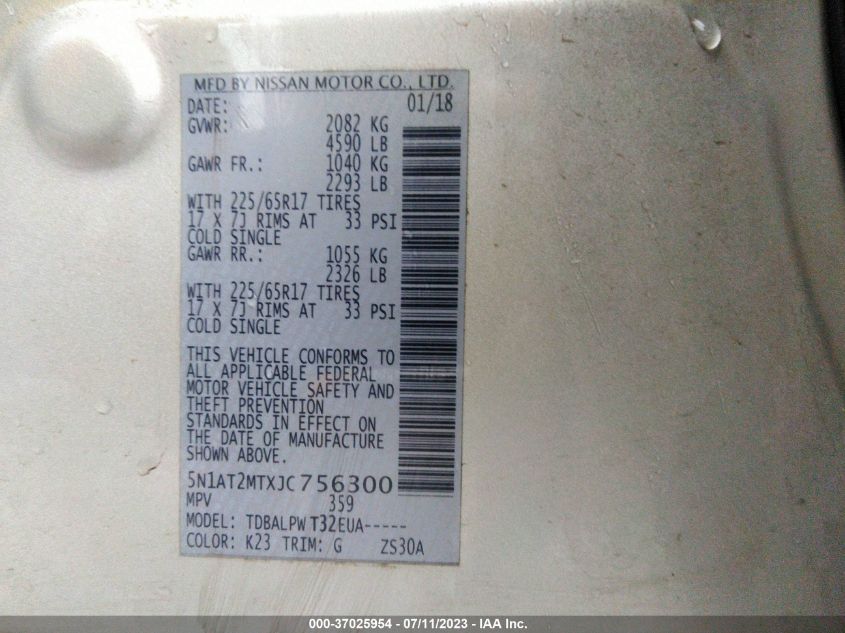 MFD BY NISSAN MOTOR CO., LTD.
DATE: 01/18
GVWR: 2082 KG
4590 LB
GAWR FR.: 1040 KG
2293 LB
WITH 225/65R17 TIRES
17 X 7J RIMS AT 33 PSI
COLD SINGLE
GAWR RR.: 1055 KG
2326 LB
WITH 225/65R17 TIRES
17 X 7J RIMS AT 33 PSI
COLD SINGLE
THIS VEHICLE CONFORMS TO
ALL APPLICABLE FEDERAL
MOTOR VEHICLE SAFETY AND
THEFT PREVENTION
STANDARDS IN EFFECT ON
THE DATE OF MANUFACTURE
SHOWN ABOVE.
5N1AT2MTXJC756300
MPV 359
MODEL: TDBALPWT32EUA-----
COLOR: K23 TRIM: G ZS30A
000-37025954 - 07/11/2023 - IAA Inc.